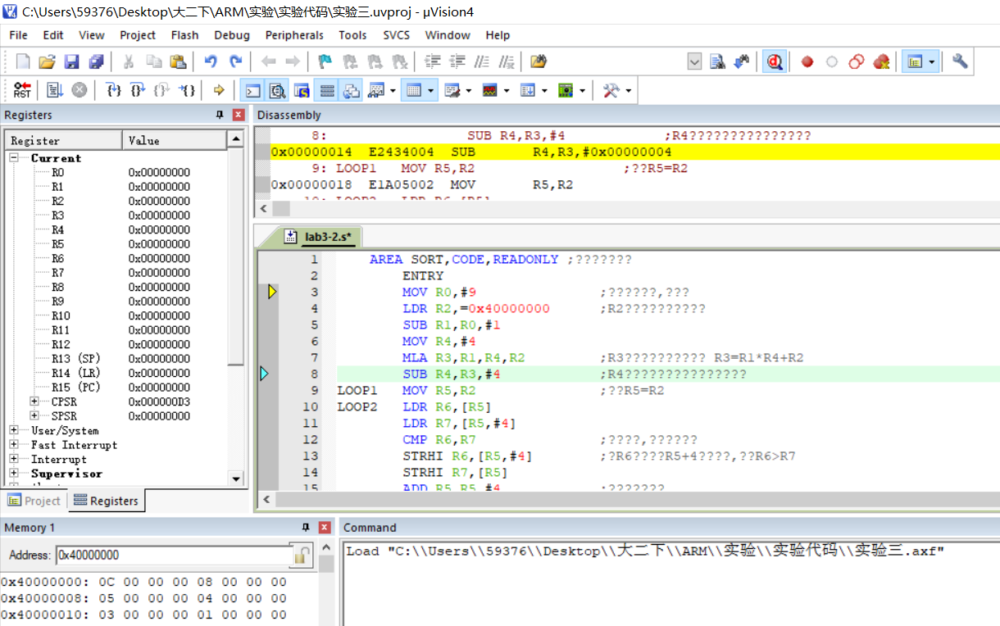 C:\Users\59376\Desktop\大二下\ARM\实验\实验代码\实验三.uvproj - µVision4
File Edit View Project Flash Debug Peripherals Tools SVCS Window Help
RST
Registers
Register Value
Current
R0 0x00000000
R1 0x00000000
R2 0x00000000
R3 0x00000000
R4 0x00000000
R5 0x00000000
R6 0x00000000
R7 0x00000000
R8 0x00000000
R9 0x00000000
R10 0x00000000
R11 0x00000000
R12 0x00000000
R13 (SP) 0x00000000
R14 (LR) 0x00000000
R15 (PC) 0x00000000
CPSR 0x000000D3
SPSR 0x00000000
User/System
Fast Interrupt
Interrupt
Supervisor
Project Registers
Disassembly
8: SUB R4,R3,#4 ;R4???????????????
0x00000014 E2434004 SUB R4,R3,#0x00000004
9: LOOP1 MOV R5,R2 ;??R5=R2
0x00000018 E1A05002 MOV R5,R2
10: LOOP2 LDR R6,[R5]
lab3-2.s*
1 AREA SORT,CODE,READONLY ;???????
2 ENTRY
3 MOV R0,#9 ;??????,???
4 LDR R2,=0x40000000 ;R2??????????
5 SUB R1,R0,#1
6 MOV R4,#4
7 MLA R3,R1,R4,R2 ;R3?????????? R3=R1*R4+R2
8 SUB R4,R3,#4 ;R4???????????????
9 LOOP1 MOV R5,R2 ;??R5=R2
10 LOOP2 LDR R6,[R5]
11 LDR R7,[R5,#4]
12 CMP R6,R7 ;????,??????
13 STRHI R6,[R5,#4] ;?R6????R5+4????,??R6>R7
14 STRHI R7,[R5]
15 ADD R5,R5,#4 ;???????
Memory 1
Address: 0x40000000
0x40000000: 0C 00 00 00 08 00 00 00
0x40000008: 05 00 00 00 04 00 00 00
0x40000010: 03 00 00 00 01 00 00 00
Command
Load "C:\\Users\\59376\\Desktop\\大二下\\ARM\\实验\\实验代码\\实验三.axf"